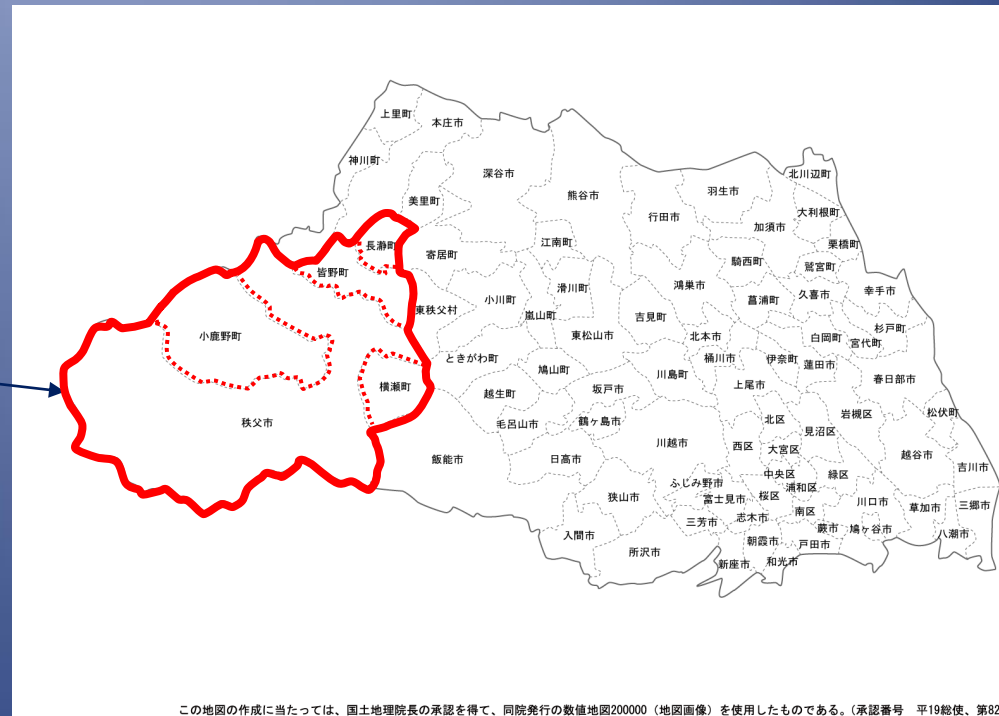 上里町
本庄市
神川町
深谷市
北川辺町
熊谷市
羽生市
美里町
大利根町
行田市
加須市
長瀞町
江南町
栗橋町
寄居町
騎西町
鷲宮町
皆野町
滑川町
鴻巣市
幸手市
菖蒲町
久喜市
小川町
東秩父村
嵐山町
吉見町
杉戸町
小鹿野町
東松山市
北本市
白岡町
宮代町
ときがわ町
桶川市
伊奈町
蓮田市
鳩山町
川島町
春日部市
横瀬町
坂戸市
上尾市
越生町
岩槻区
松伏町
秩父市
毛呂山市
鶴ヶ島市
北区
見沼区
川越市
西区
大宮区
越谷市
飯能市
日高市
吉川市
中央区
緑区
ふじみ野市
浦和区
狭山市
富士見市
桜区
川口市
三郷市
草加市
南区
志木市
三芳市
蕨市
鳩ヶ谷市
入間市
八潮市
朝霞市
戸田市
所沢市
新座市
和光市
この地図の作成に当たっては、国土地理院長の承認を得て、同院発行の数値地図200000（地図画像）を使用したものである。（承認番号　平19総使、第82